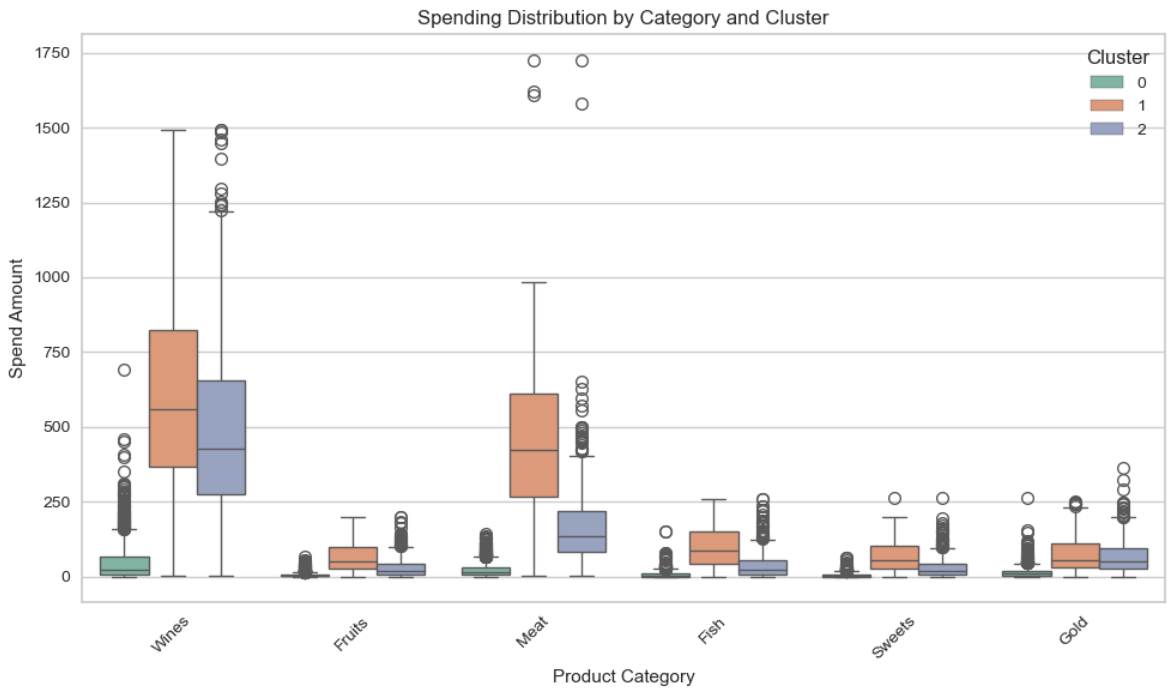 Spending Distribution by Category and Cluster
Spend Amount
1750
1500
1250
1000
750
500
250
0
Cluster
0
1
2
Wines
Fruits
Meat
Fish
Sweets
Gold
Product Category